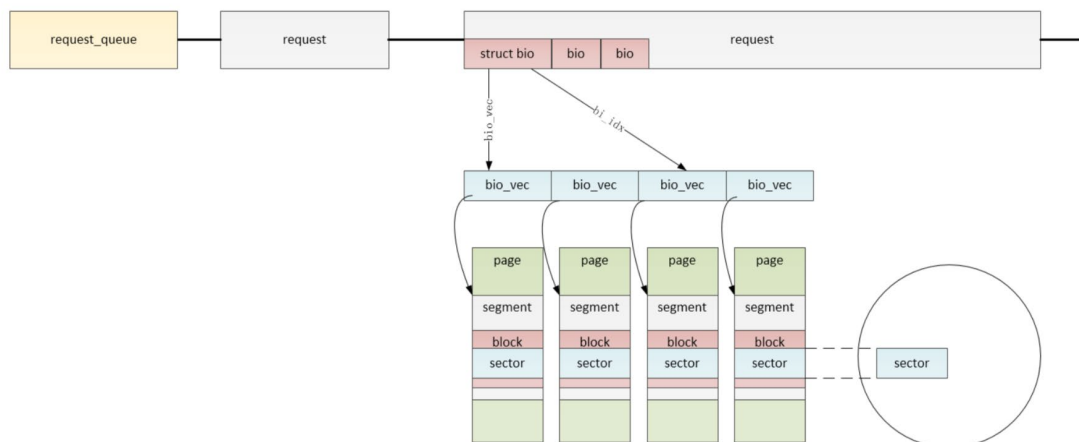 request_queue
request
request
struct bio
bio
bio
bio_vec
bi_idx
bio_vec
bio_vec
bio_vec
bio_vec
page
page
page
page
segment
segment
segment
segment
block
block
block
block
sector
sector
sector
sector
sector